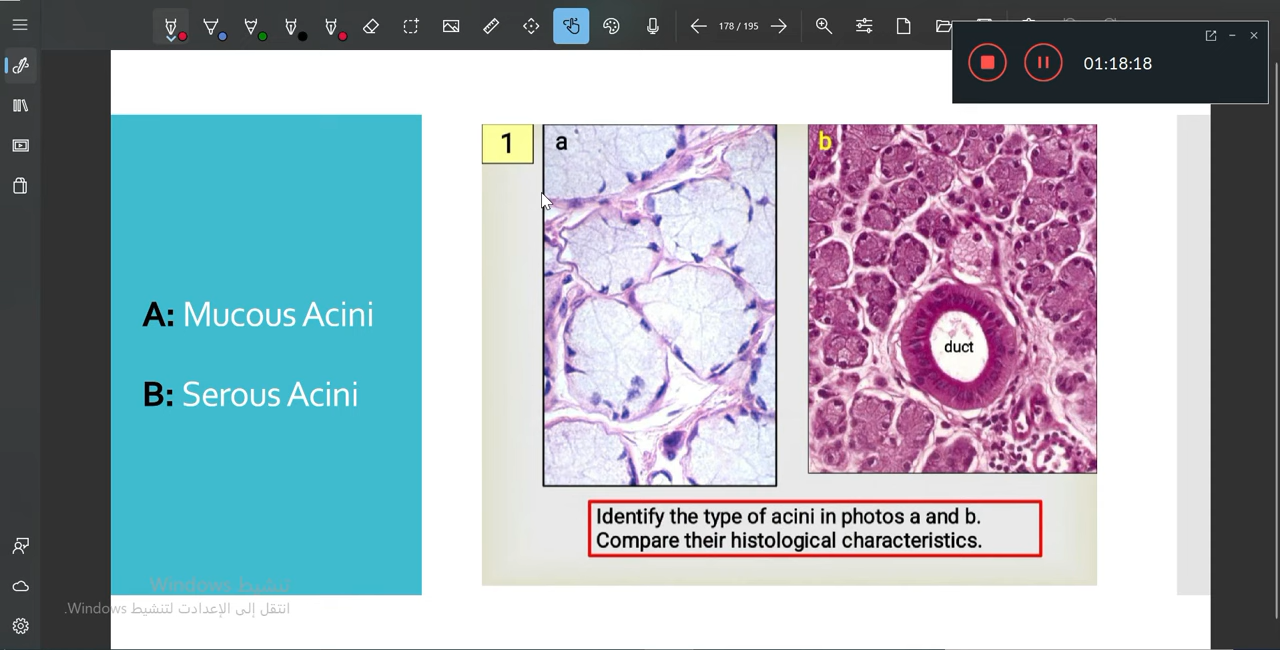 178 / 195
01:18:18
1
a
b
A: Mucous Acini
duct
B: Serous Acini
Identify the type of acini in photos a and b.
Compare their histological characteristics.
تنشيط Windows
انتقل إلى الإعدادت لتنشيط Windows.